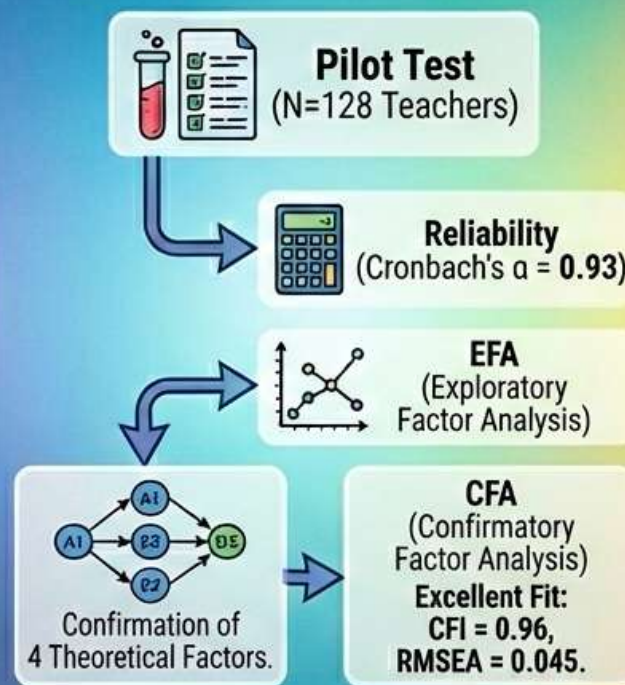 Pilot Test
(N=128 Teachers)
Reliability
(Cronbach's α = 0.93)
EFA
(Exploratory
Factor Analysis)
A1
Confirmation of
4 Theoretical Factors.
CFA
(Confirmatory
Factor Analysis)
Excellent Fit:
CFI = 0.96,
RMSEA = 0.045.